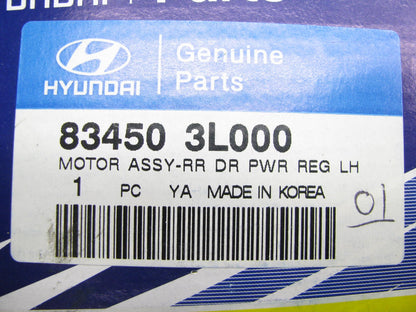 Parts
Genuine
Parts
HYUNDAI
83450 3L000
MOTOR ASSY-RR DR PWR REG LH
1 PC YA MADE IN KOREA
01